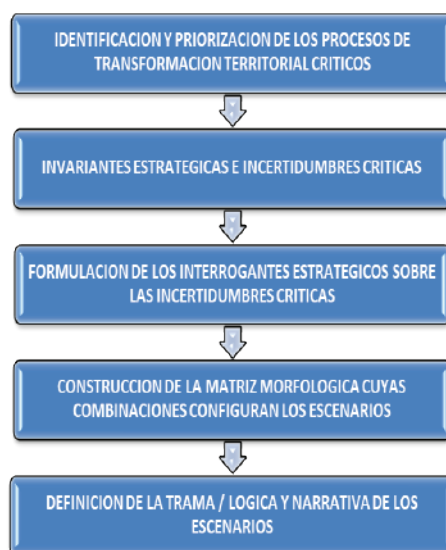 IDENTIFICACION Y PRIORIZACION DE LOS PROCESOS DE
TRANSFORMACION TERRITORIAL CRITICOS
INVARIANTES ESTRATEGICAS E INCERTIDUMBRES CRITICAS
FORMULACION DE LOS INTERROGANTES ESTRATEGICOS SOBRE
LAS INCERTIDUMBRES CRITICAS
CONSTRUCCION DE LA MATRIZ MORFOLOGICA CUYAS
COMBINACIONES CONFIGURAN LOS ESCENARIOS
DEFINICION DE LA TRAMA / LOGICA Y NARRATIVA DE LOS
ESCENARIOS